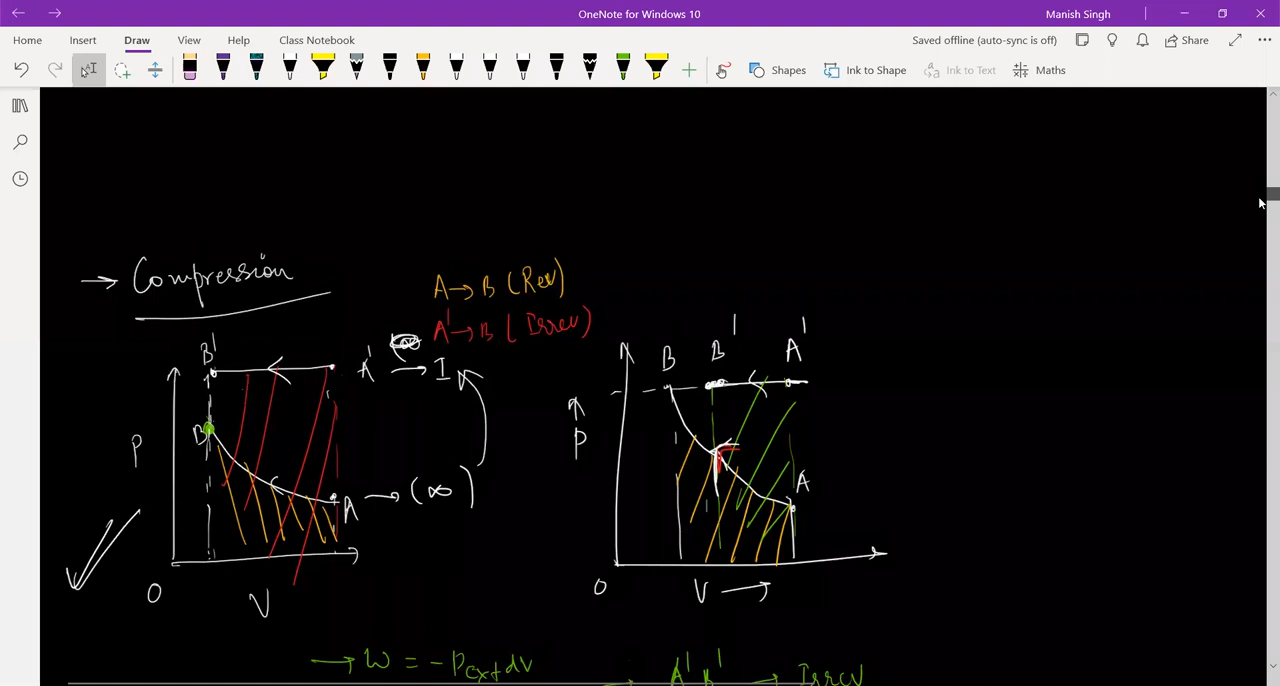 OneNote for Windows 10
Manish Singh
Home Insert Draw View Help Class Notebook
Saved offline (auto-sync is off) Share
Shapes Ink to Shape Ink to Text Maths
→ Compression
A → B (Rev)
A' → B (Irrev)
B' A' → I
P B A → (∞)
O V
B B' A'
P A
O V →
→ W = - Pext dv
A' B' → Irrev